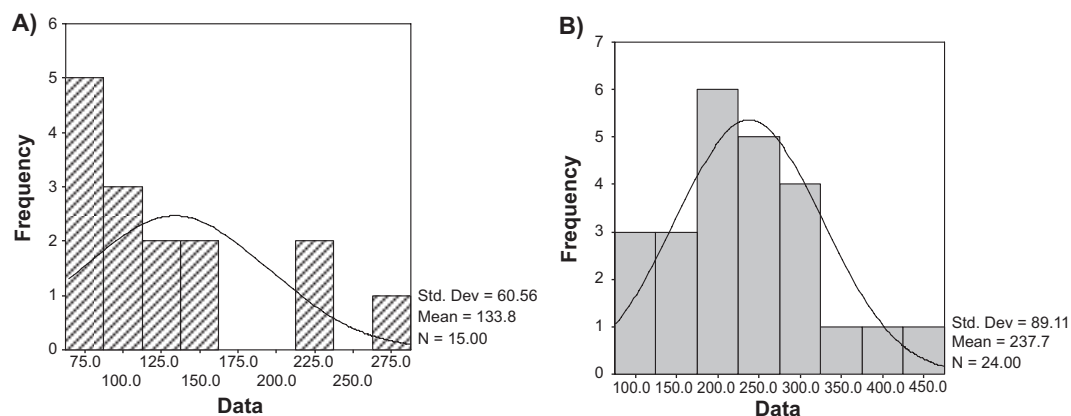 A)
6
5
4
3
2
1
0
Frequency
75.0 125.0 175.0 225.0 275.0
100.0 150.0 200.0 250.0
Data
Std. Dev = 60.56
Mean = 133.8
N = 15.00
B)
7
6
5
4
3
2
1
0
Frequency
100.0 150.0 200.0 250.0 300.0 350.0 400.0 450.0
Data
Std. Dev = 89.11
Mean = 237.7
N = 24.00